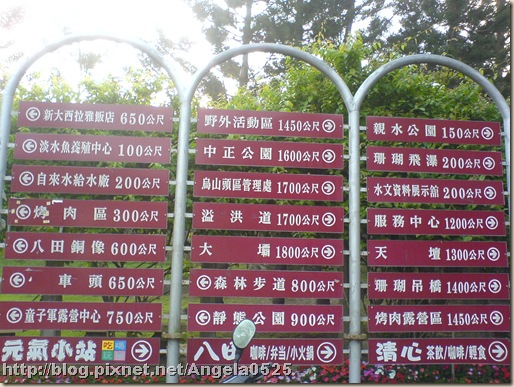 新大西拉雅飯店 650公尺
淡水魚養殖中心 100公尺
自來水給水廠 200公尺
烤肉區 300公尺
八田銅像 600公尺
車頭 650公尺
童子軍露營中心 750公尺
元氣小站 吃喝玩樂
野外活動區 1450公尺
中正公園 1600公尺
烏山頭區管理處 1700公尺
溢洪道 1700公尺
大壩 1800公尺
森林步道 800公尺
靜態公園 900公尺
八田 咖啡/弁当/小火鍋
親水公園 150公尺
珊瑚飛瀑 200公尺
水文資料展示館 200公尺
服務中心 1200公尺
天壇 1300公尺
珊瑚吊橋 1400公尺
烤肉露營區 1500公尺
清心 茶飲/咖啡/輕食
http://blog.pixnet.net/Angela0525